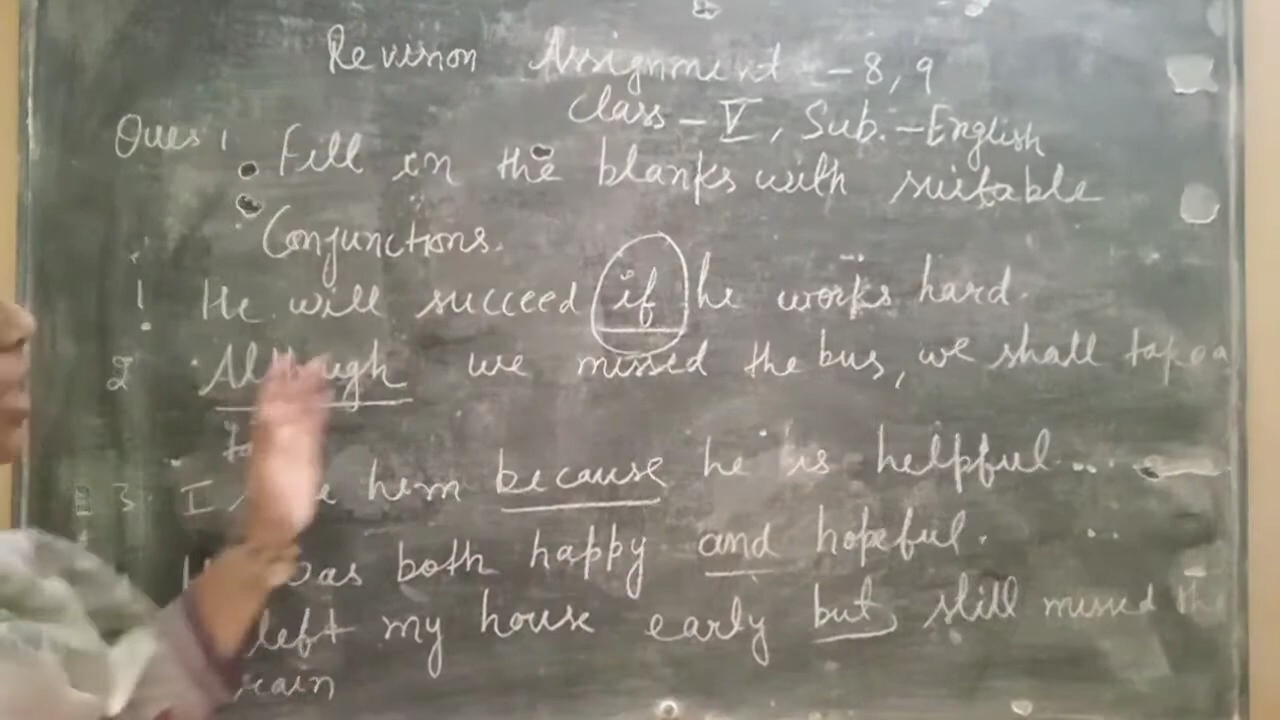 Revision Assignment - 8, 9
Class - V, Sub. - English
Ques 1 Fill in the blanks with suitable
Conjunctions.
1 He will succeed if he works hard.
2 Although we missed the bus, we shall
3. I him because he is helpful
was both happy and hopeful.
left my house early but still missed the